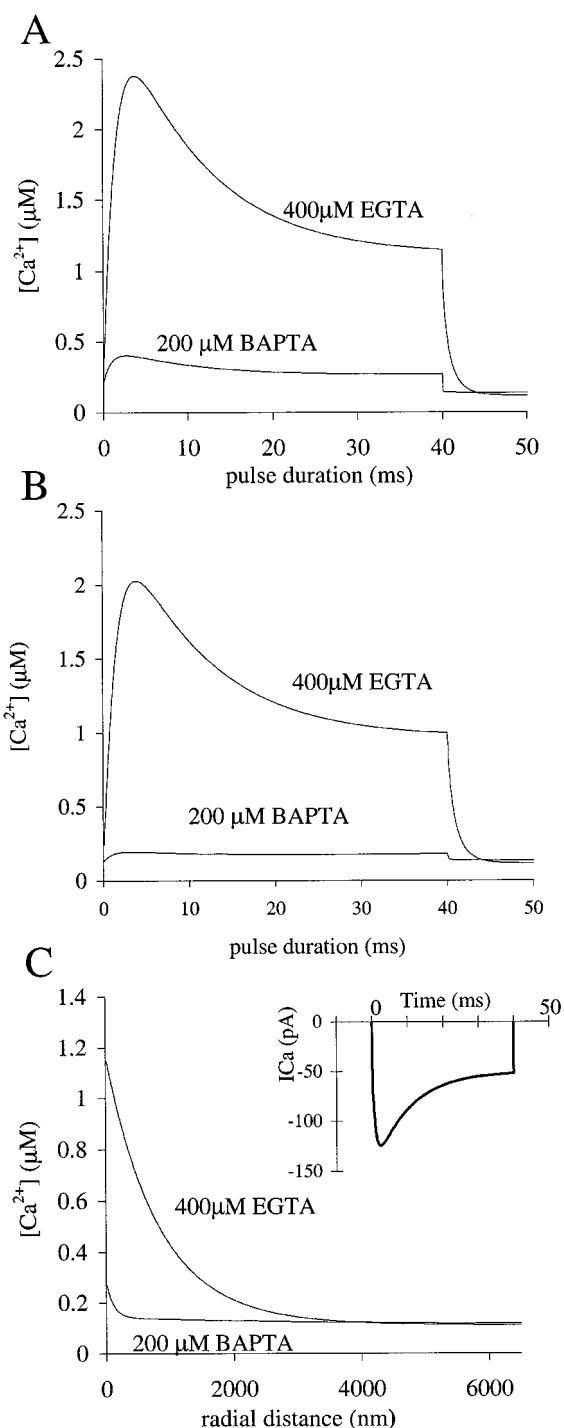 A
2.5
2
1.5
1
0.5
0
[Ca2+] (μM)
400μM EGTA
200 μM BAPTA
0 10 20 30 40 50
pulse duration (ms)
B
2.5
2
1.5
1
0.5
0
[Ca2+] (μM)
400μM EGTA
200 μM BAPTA
0 10 20 30 40 50
pulse duration (ms)
C
1.4
1.2
1
0.8
0.6
0.4
0.2
0
[Ca2+] (μM)
0 Time (ms) 50
0
-50
-100
-150
ICa (pA)
400μM EGTA
200 μM BAPTA
0 2000 4000 6000
radial distance (nm)